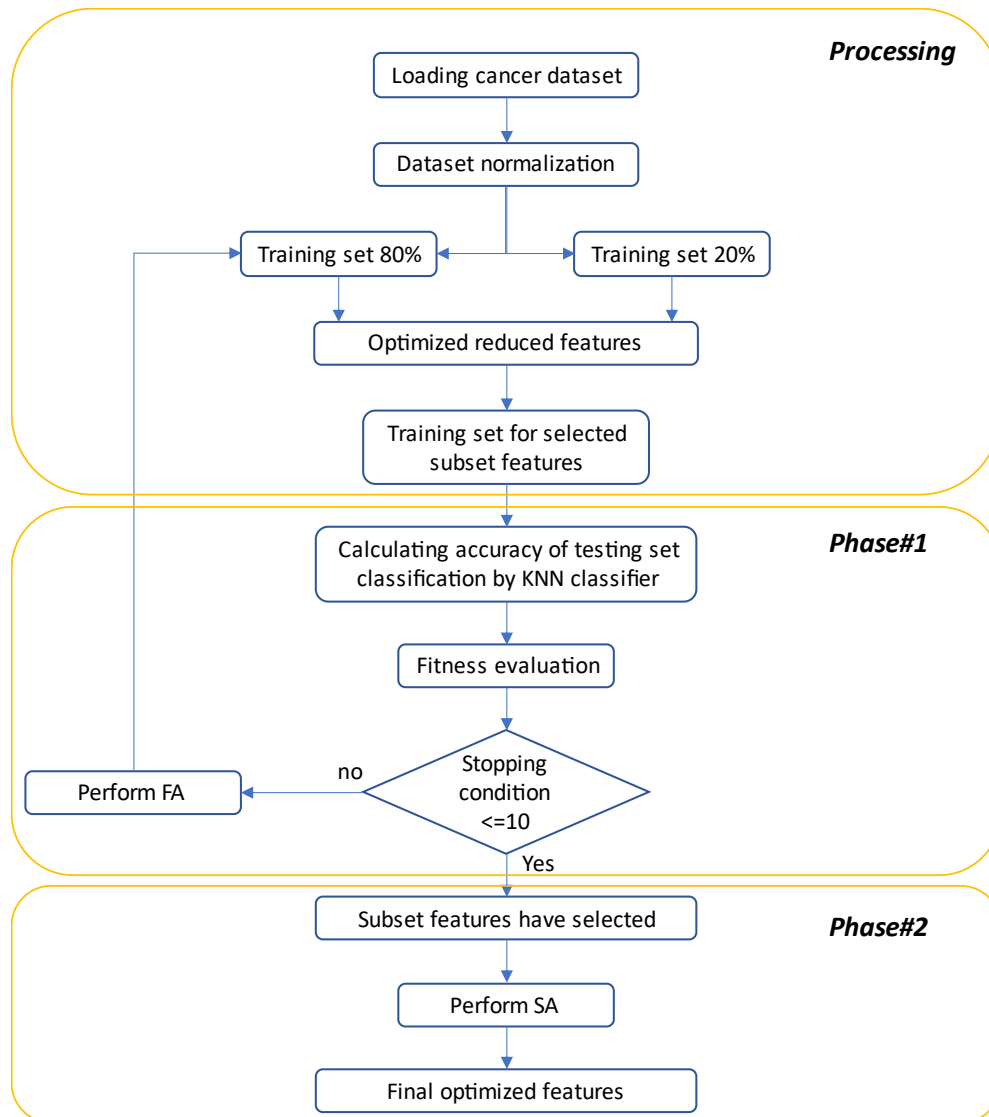 Processing
Loading cancer dataset
Dataset normalization
Training set 80%
Training set 20%
Optimized reduced features
Training set for selected
subset features
Phase#1
Calculating accuracy of testing set
classification by KNN classifier
Fitness evaluation
Stopping
condition
<=10
no
Perform FA
Yes
Phase#2
Subset features have selected
Perform SA
Final optimized features